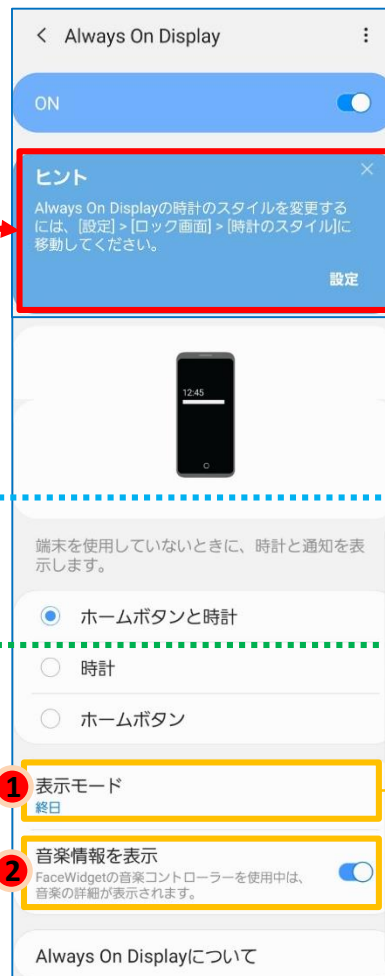 Always On Display
ON
ヒント
Always On Displayの時計のスタイルを変更する
には、[設定] > [ロック画面] > [時計のスタイル]に
移動してください。
設定
12:45
端末を使用していないときに、時計と通知を表
示します。
ホームボタンと時計
時計
ホームボタン
1
表示モード
終日
2
音楽情報を表示
FaceWidgetの音楽コントローラーを使用中は、
音楽の詳細が表示されます。
Always On Displayについて